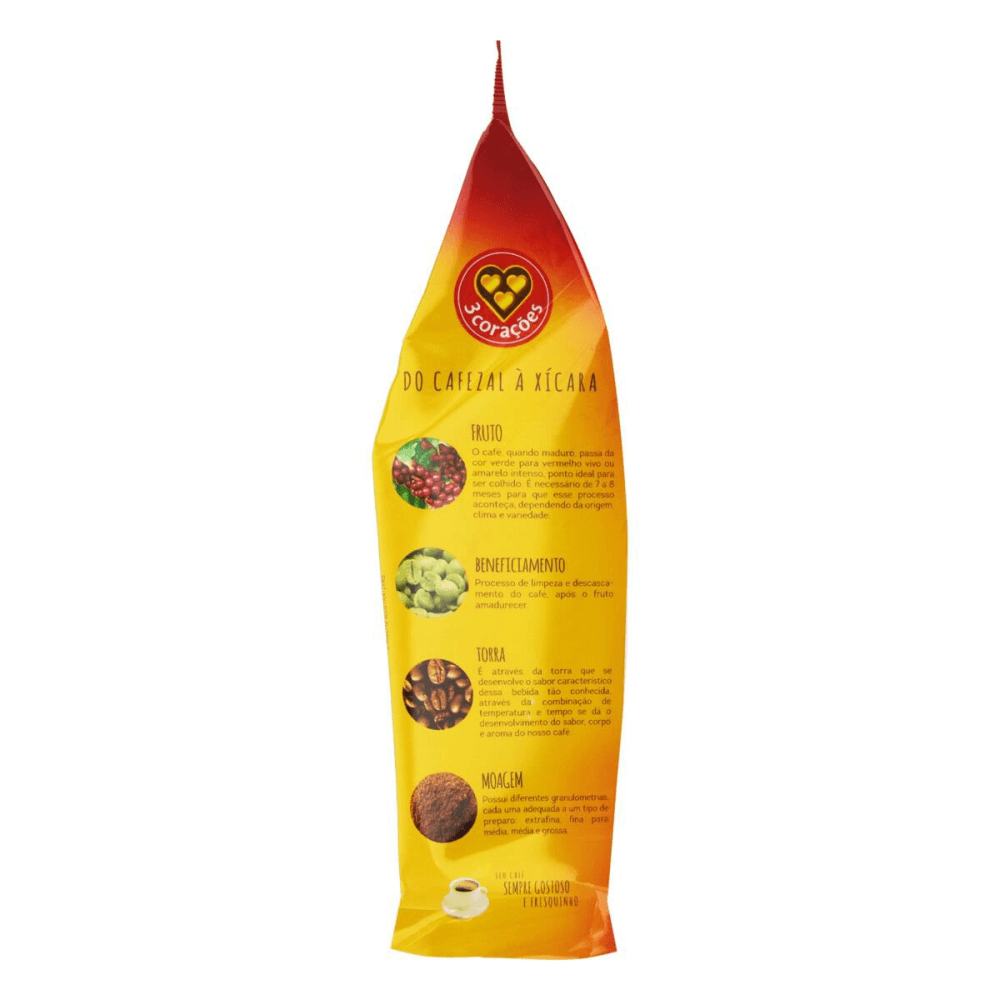 3 corações
DO CAFEZAL À XÍCARA
FRUTO
O café, quando maduro, passa da
cor verde para vermelho vivo ou
amarelo intenso, ponto ideal para
ser colhido. É necessário de 7 a 8
meses para que esse processo
aconteça, dependendo da origem,
clima e variedade.
BENEFICIAMENTO
Processo de limpeza e descasca-
mento do café, após o fruto
amadurecer.
TORRA
É através da torra que se
desenvolve o sabor característico
dessa bebida tão conhecida,
através da combinação de
temperatura e tempo se dá o
desenvolvimento do sabor, corpo
e aroma do nosso café.
MOAGEM
Possui diferentes granulometrias,
cada uma adequada a um tipo de
preparo: extrafina, fina para
média, média e grossa.
SEU CAFÉ
SEMPRE GOSTOSO
E FRISQUINHO